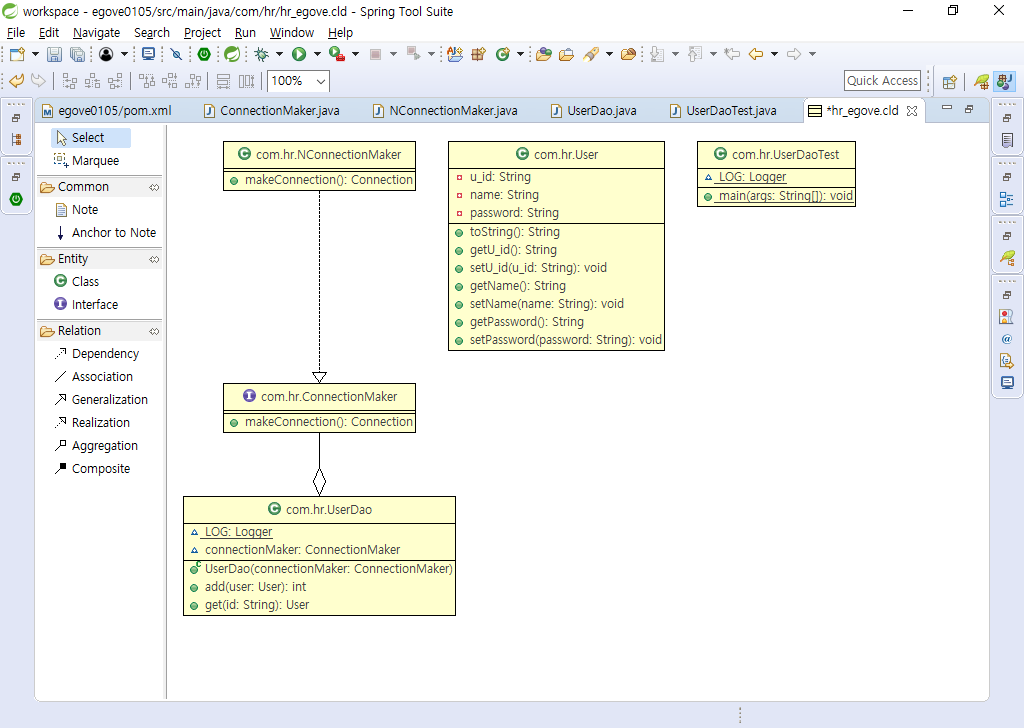 workspace - egove0105/src/main/java/com/hr/hr_egove.cld - Spring Tool Suite
File Edit Navigate Search Project Run Window Help
100%
Quick Access
egove0105/pom.xml
ConnectionMaker.java
NConnectionMaker.java
UserDao.java
UserDaoTest.java
*hr_egove.cld
Select
Marquee
Common
Note
Anchor to Note
Entity
Class
Interface
Relation
Dependency
Association
Generalization
Realization
Aggregation
Composite
com.hr.NConnectionMaker
makeConnection(): Connection
com.hr.User
u_id: String
name: String
password: String
toString(): String
getU_id(): String
setU_id(u_id: String): void
getName(): String
setName(name: String): void
getPassword(): String
setPassword(password: String): void
com.hr.UserDaoTest
LOG: Logger
main(args: String[]): void
com.hr.ConnectionMaker
makeConnection(): Connection
com.hr.UserDao
LOG: Logger
connectionMaker: ConnectionMaker
UserDao(connectionMaker: ConnectionMaker)
add(user: User): int
get(id: String): User